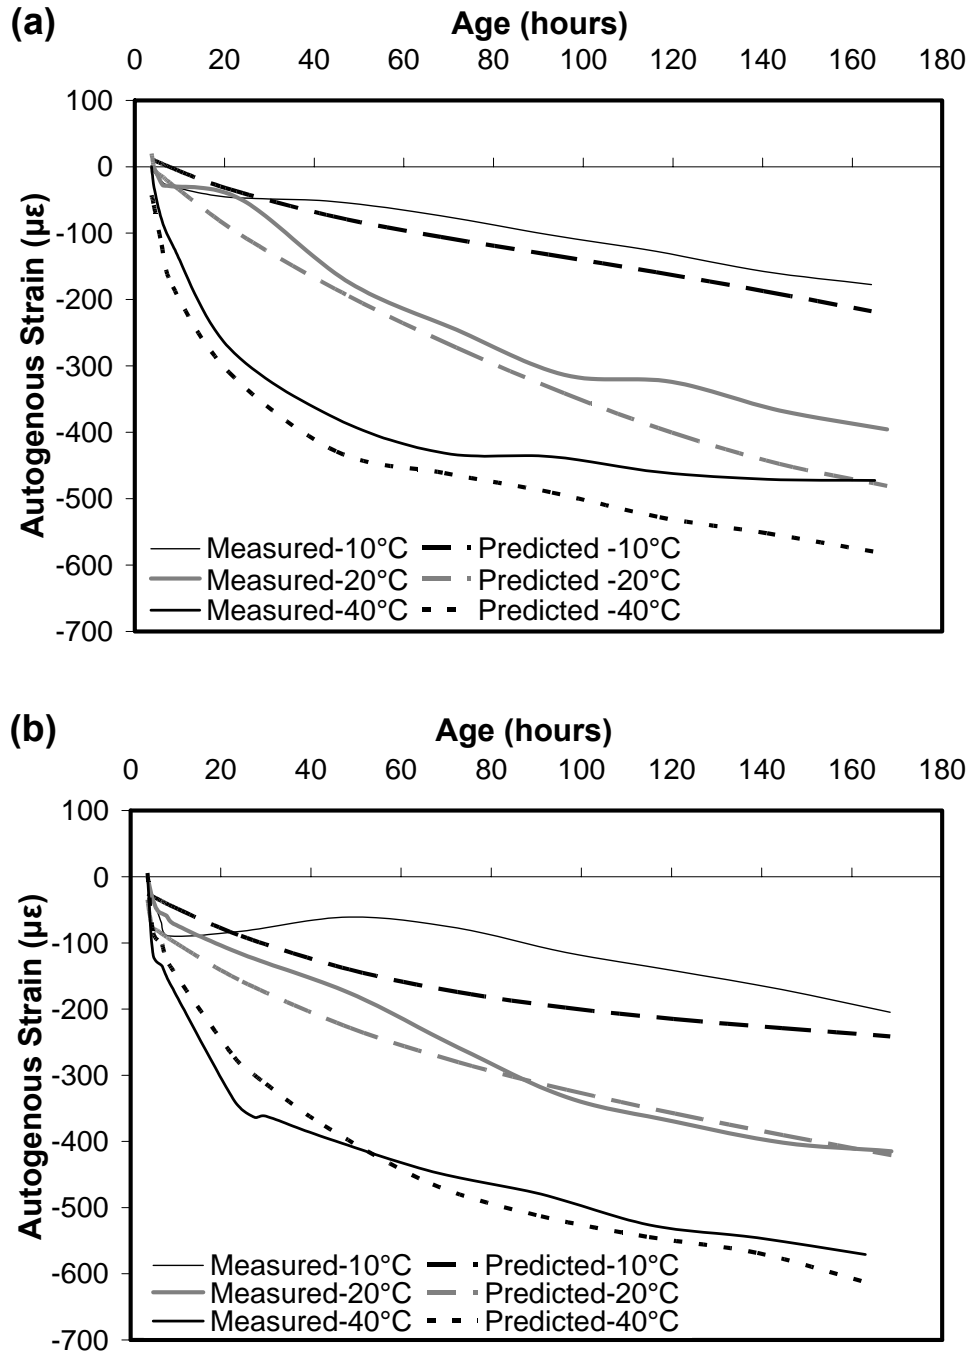 (a)
Age (hours)
0 20 40 60 80 100 120 140 160 180
Autogenous Strain (με)
100
0
-100
-200
-300
-400
-500
-600
-700
Measured-10°C Predicted -10°C
Measured-20°C Predicted -20°C
Measured-40°C Predicted -40°C
(b)
Age (hours)
0 20 40 60 80 100 120 140 160 180
Autogenous Strain (με)
100
0
-100
-200
-300
-400
-500
-600
-700
Measured-10°C Predicted-10°C
Measured-20°C Predicted-20°C
Measured-40°C Predicted-40°C